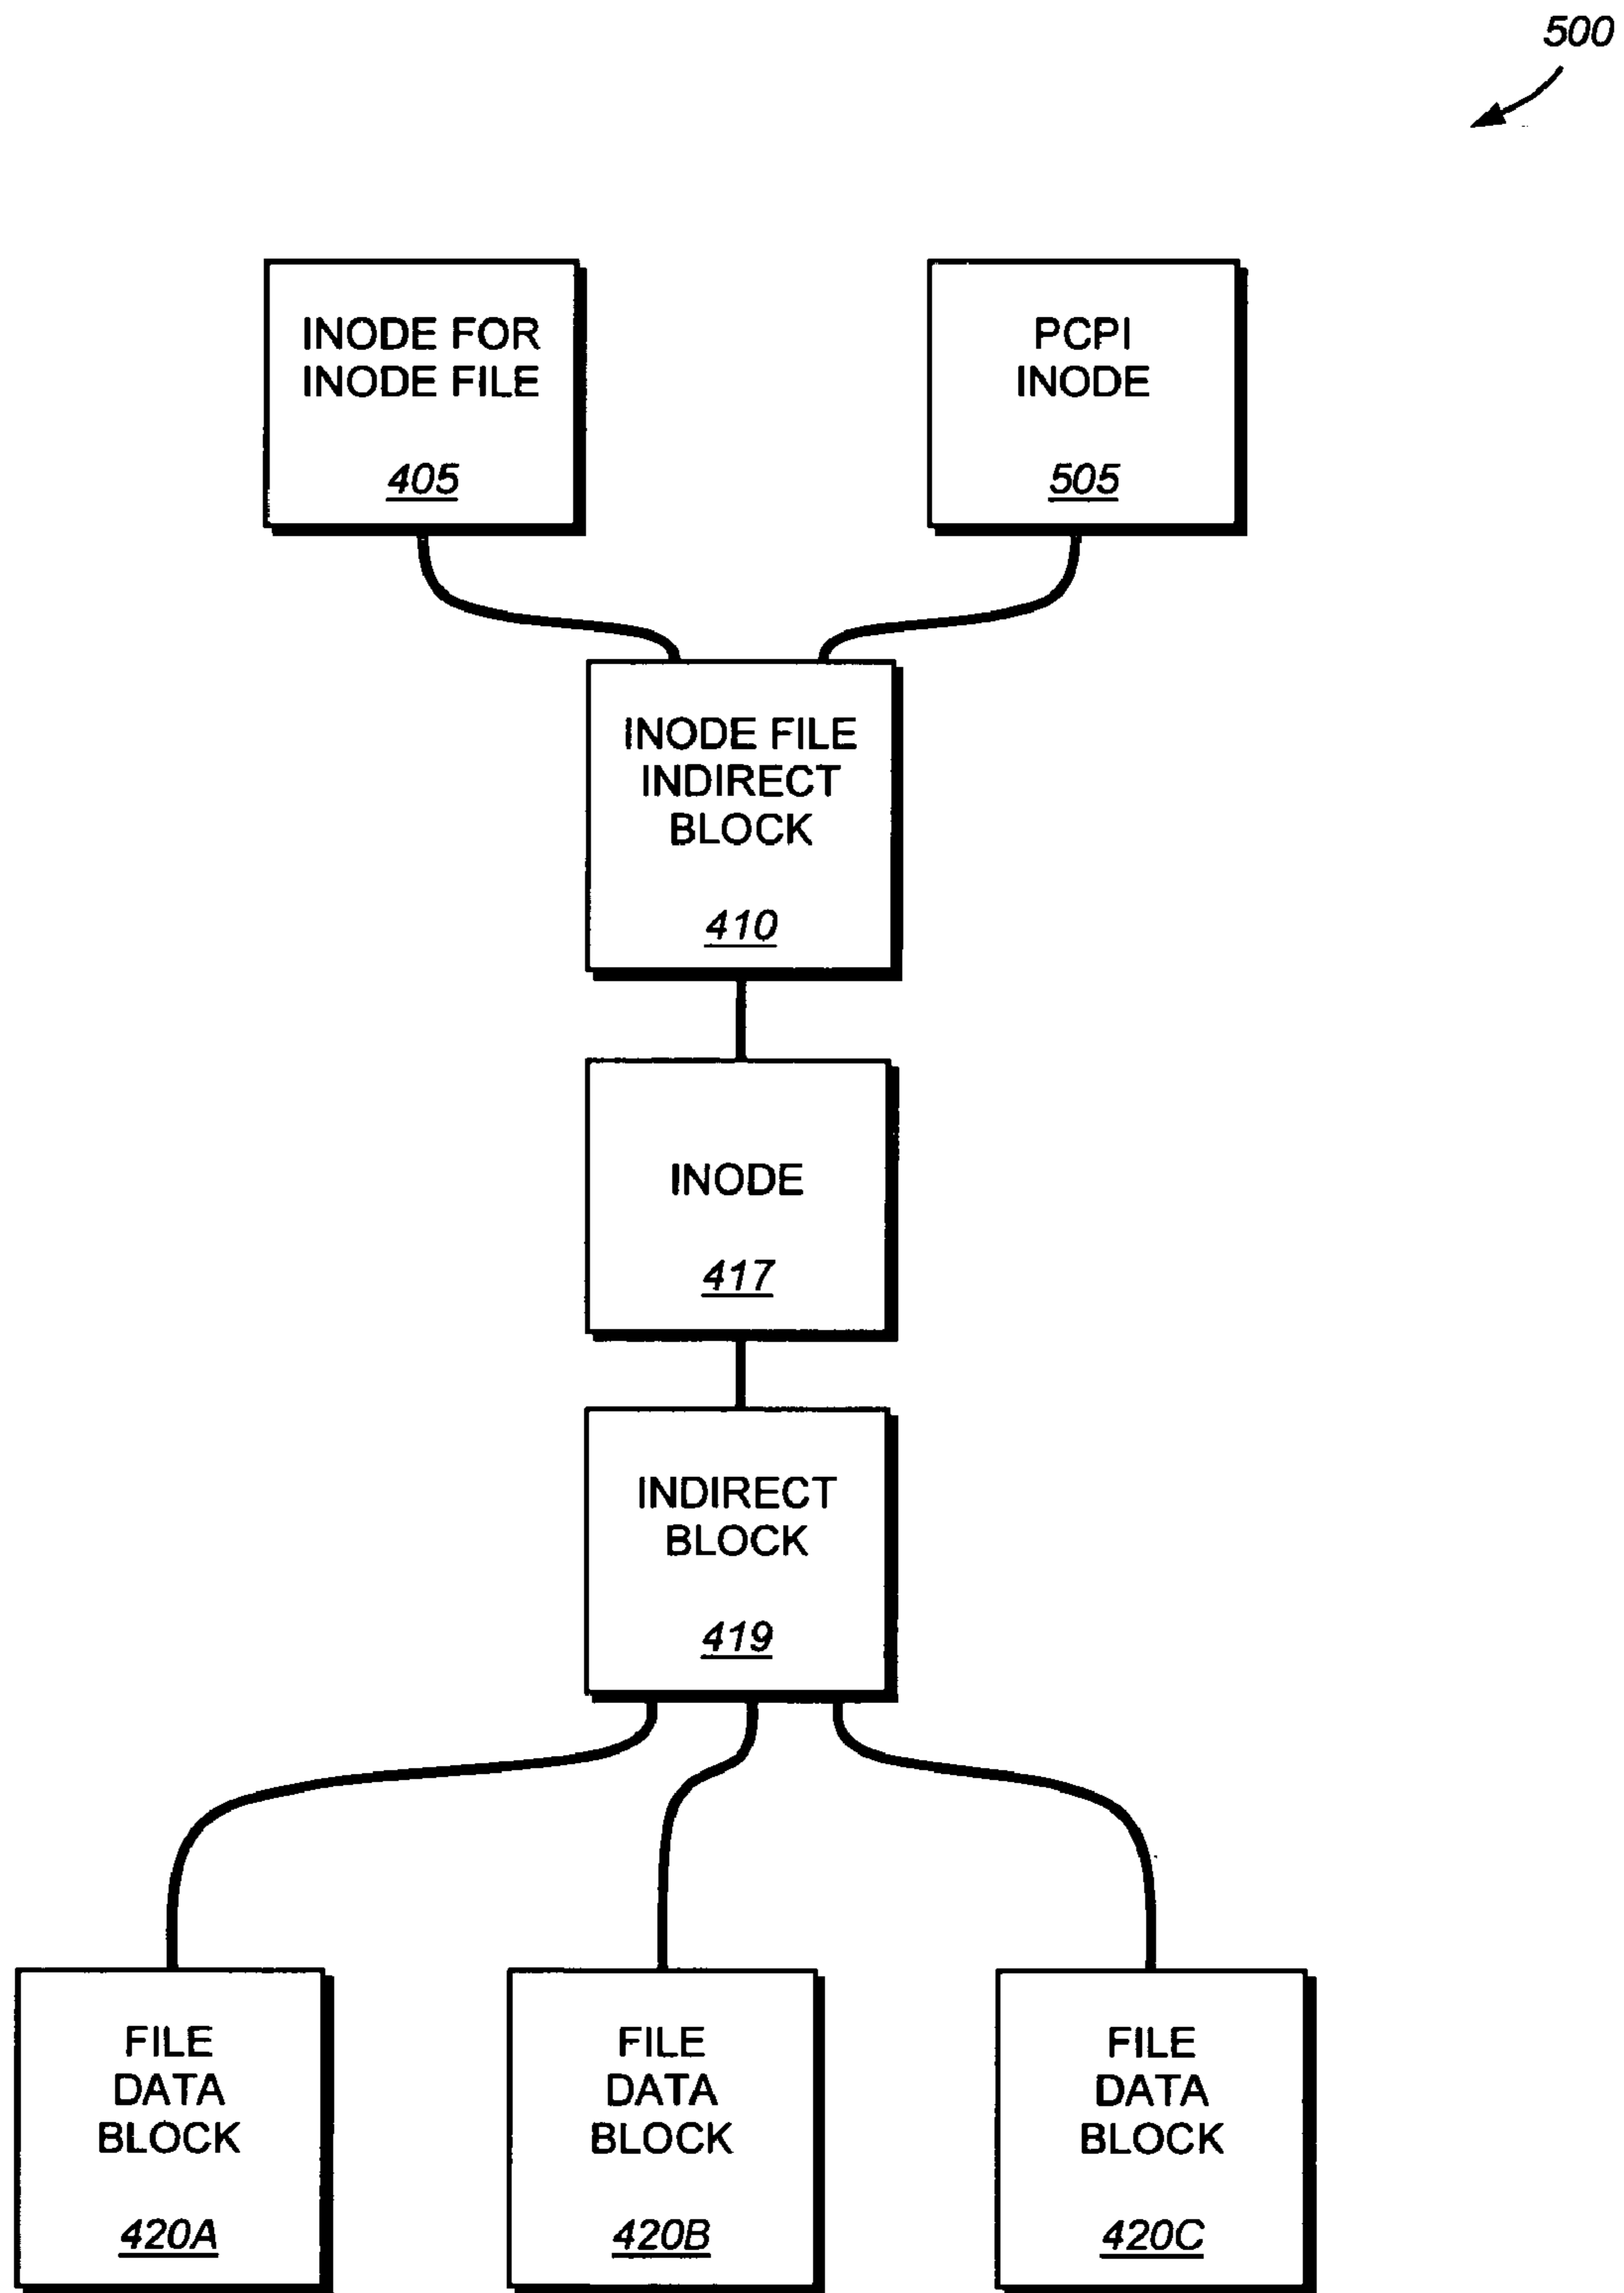 500
INODE FOR
INODE FILE
405
PCPI
INODE
505
INODE FILE
INDIRECT
BLOCK
410
INODE
417
INDIRECT
BLOCK
419
FILE
DATA
BLOCK
420A
FILE
DATA
BLOCK
420B
FILE
DATA
BLOCK
420C